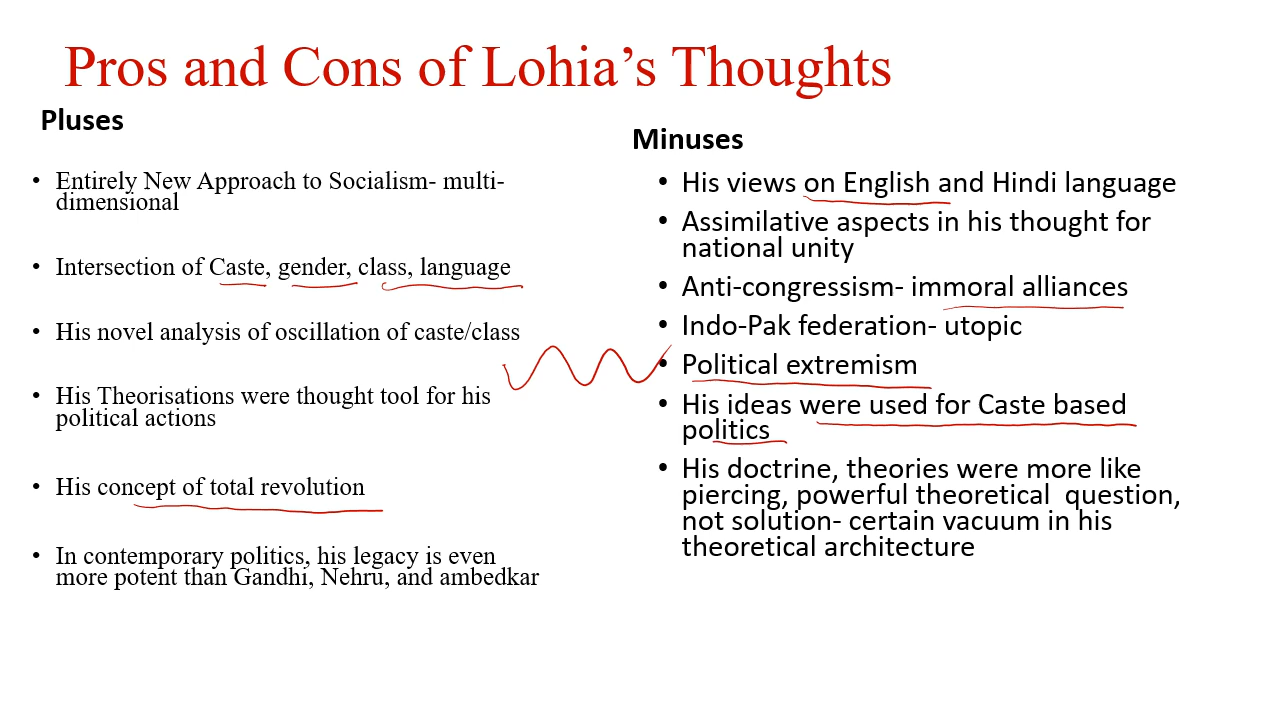 Pros and Cons of Lohia’s Thoughts
Pluses
• Entirely New Approach to Socialism- multi-
dimensional
• Intersection of Caste, gender, class, language
• His novel analysis of oscillation of caste/class
• His Theorisations were thought tool for his
political actions
• His concept of total revolution
• In contemporary politics, his legacy is even
more potent than Gandhi, Nehru, and ambedkar
Minuses
• His views on English and Hindi language
• Assimilative aspects in his thought for
national unity
• Anti-congressism- immoral alliances
• Indo-Pak federation- utopic
• Political extremism
• His ideas were used for Caste based
politics
• His doctrine, theories were more like
piercing, powerful theoretical  question,
not solution- certain vacuum in his
theoretical architecture